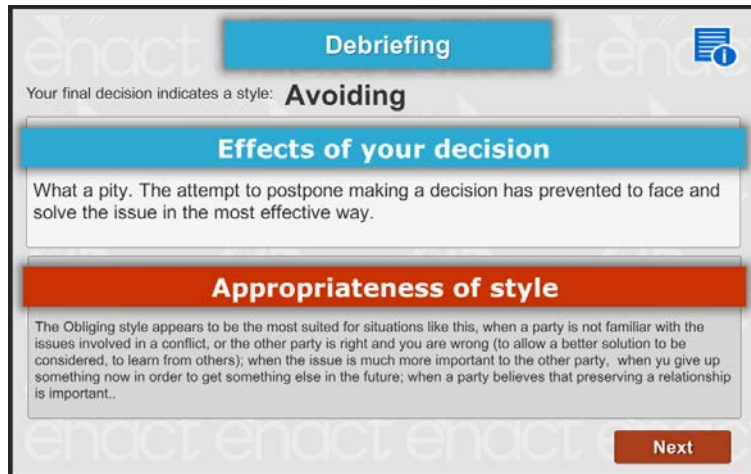 Debriefing
Your final decision indicates a style: Avoiding
Effects of your decision
What a pity. The attempt to postpone making a decision has prevented to face and
solve the issue in the most effective way.
Appropriateness of style
The Obliging style appears to be the most suited for situations like this, when a party is not familiar with the
issues involved in a conflict, or the other party is right and you are wrong (to allow a better solution to be
considered, to learn from others); when the issue is much more important to the other party, when yu give up
something now in order to get something else in the future; when a party believes that preserving a relationship
is important..
enact enact enact enact
Next